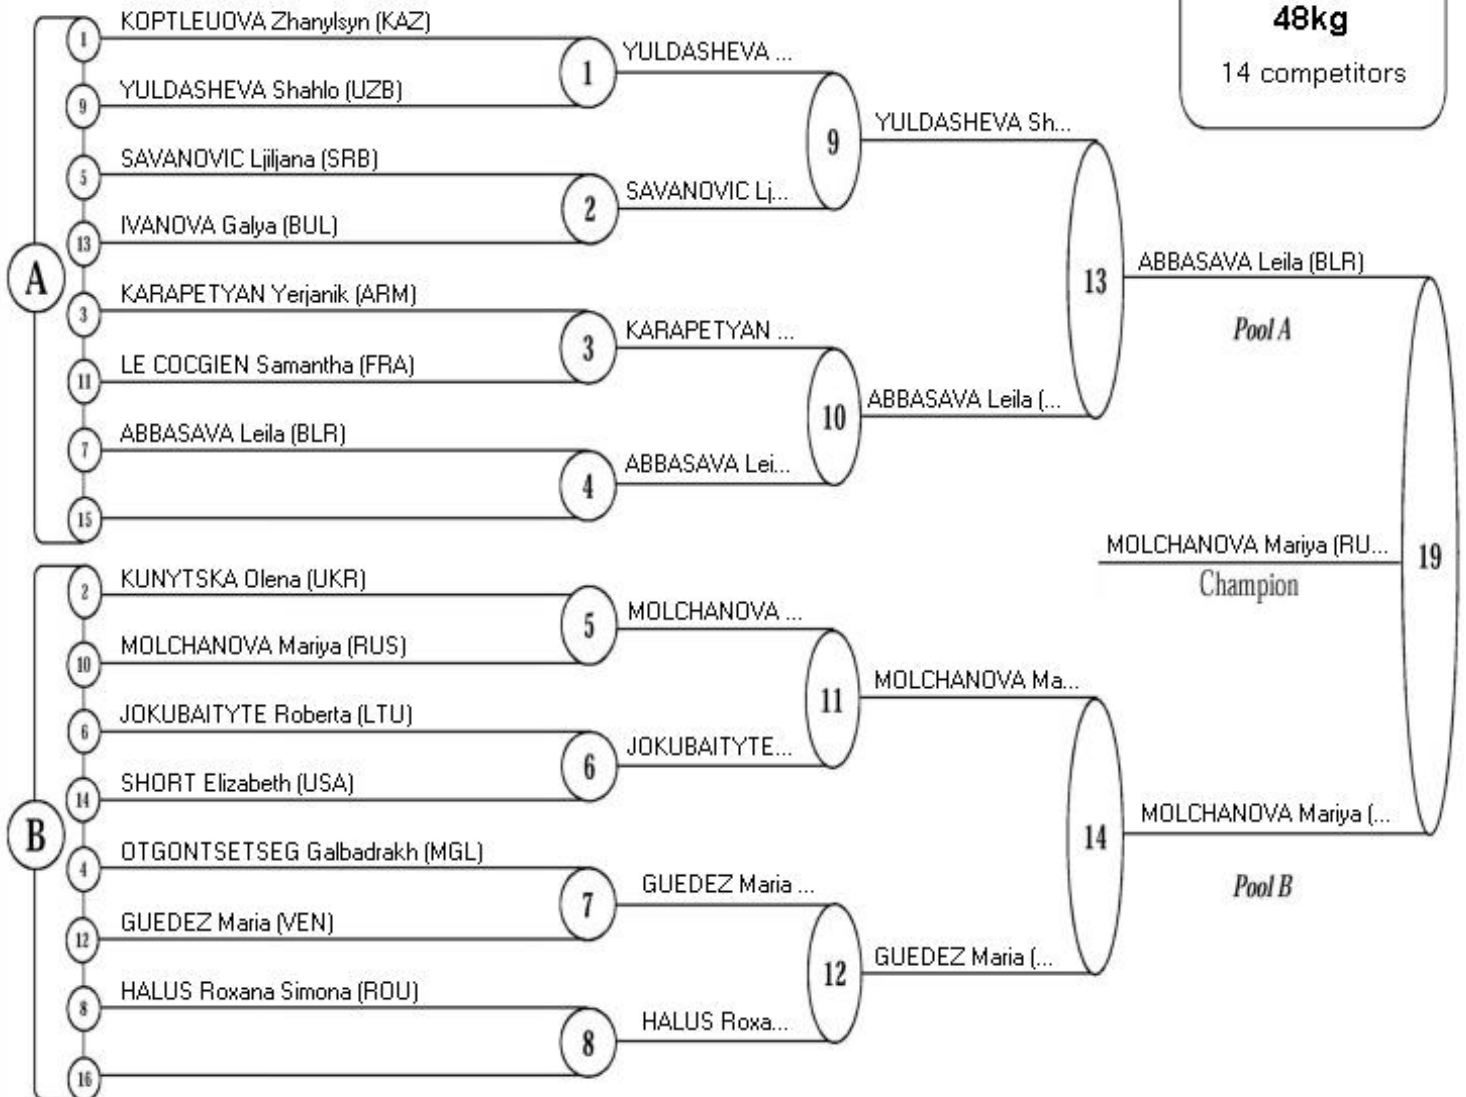 48kg
14 competitors
A
1
KOPTLEUOVA Zhanylsyn (KAZ)
9
YULDASHEVA Shahlo (UZB)
1
YULDASHEVA ...
5
SAVANOVIC Ljiljana (SRB)
13
IVANOVA Galya (BUL)
2
SAVANOVIC Lj...
9
YULDASHEVA Sh...
3
KARAPETYAN Yerjanik (ARM)
11
LE COCGIEN Samantha (FRA)
3
KARAPETYAN ...
7
ABBASAVA Leila (BLR)
15
4
ABBASAVA Lei...
10
ABBASAVA Leila (...
13
ABBASAVA Leila (BLR)
Pool A
B
2
KUNYTSKA Olena (UKR)
10
MOLCHANOVA Mariya (RUS)
5
MOLCHANOVA ...
6
JOKUBAITYTE Roberta (LTU)
14
SHORT Elizabeth (USA)
6
JOKUBAITYTE...
11
MOLCHANOVA Ma...
4
OTGONTSETSEG Galbadrakh (MGL)
12
GUEDEZ Maria (VEN)
7
GUEDEZ Maria ...
8
HALUS Roxana Simona (ROU)
16
8
HALUS Roxa...
12
GUEDEZ Maria (...
14
MOLCHANOVA Mariya (...
Pool B
19
MOLCHANOVA Mariya (RU...
Champion